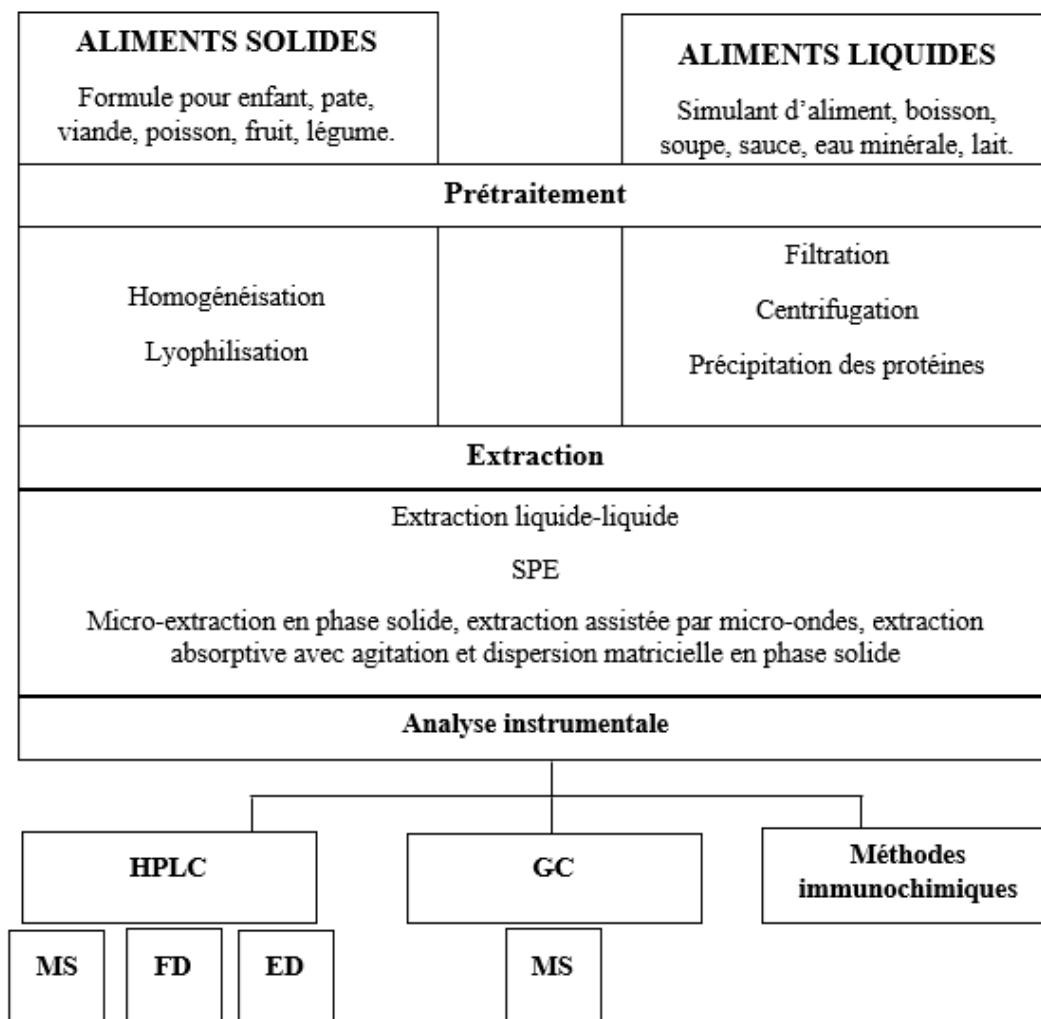 ALIMENTS SOLIDES
Formule pour enfant, pate,
viande, poisson, fruit, légume.
ALIMENTS LIQUIDES
Simulant d’aliment, boisson,
soupe, sauce, eau minérale, lait.
Prétraitement
Homogénéisation
Lyophilisation
Filtration
Centrifugation
Précipitation des protéines
Extraction
Extraction liquide-liquide
SPE
Micro-extraction en phase solide, extraction assistée par micro-ondes, extraction
absorptive avec agitation et dispersion matricielle en phase solide
Analyse instrumentale
HPLC
GC
Méthodes
immunochimiques
MS
FD
ED
MS